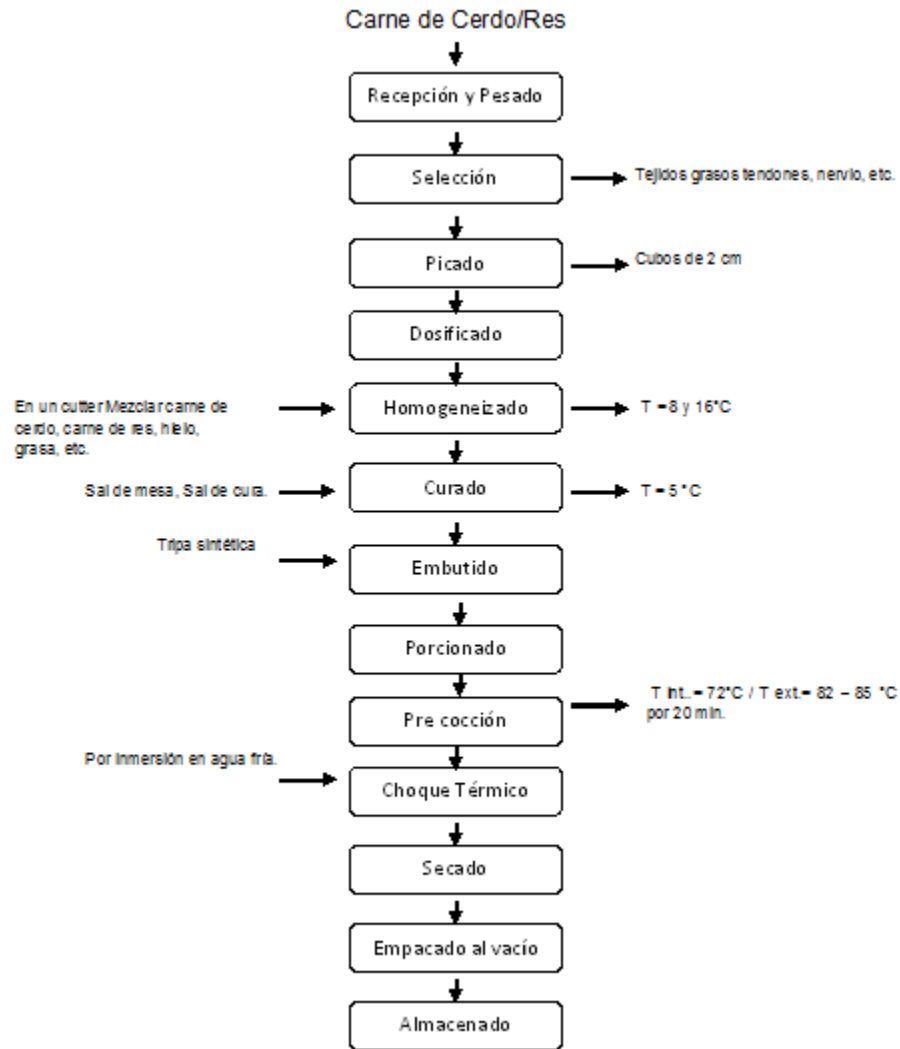 Carne de Cerdo/Res
Recepción y Pesado
Selección
Tejidos grasos tendones, nervio, etc.
Picado
Cubos de 2 cm
Dosificado
En un cutter Mezclar carne de
cerdo, carne de res, hielo,
grasa, etc.
Homogeneizado
T = 8 y 16°C
Sal de mesa, Sal de cura.
Curado
T = 5 °C
Tripa sintética
Embutido
Porcionado
Pre cocción
T int. = 72°C / T ext.= 82 – 85 °C
por 20 min.
Por inmersión en agua fría.
Choque Térmico
Secado
Empacado al vacío
Almacenado